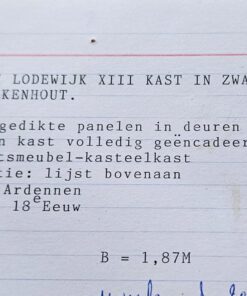 LODEWIJK XIII KAST IN ZWA
KENHOUT.
gedikte panelen in deuren
n kast volledig geëncadeer
tsmeubel-kasteelkast
tie: lijst bovenaan
Ardennen
18e Eeuw
B = 1,87M